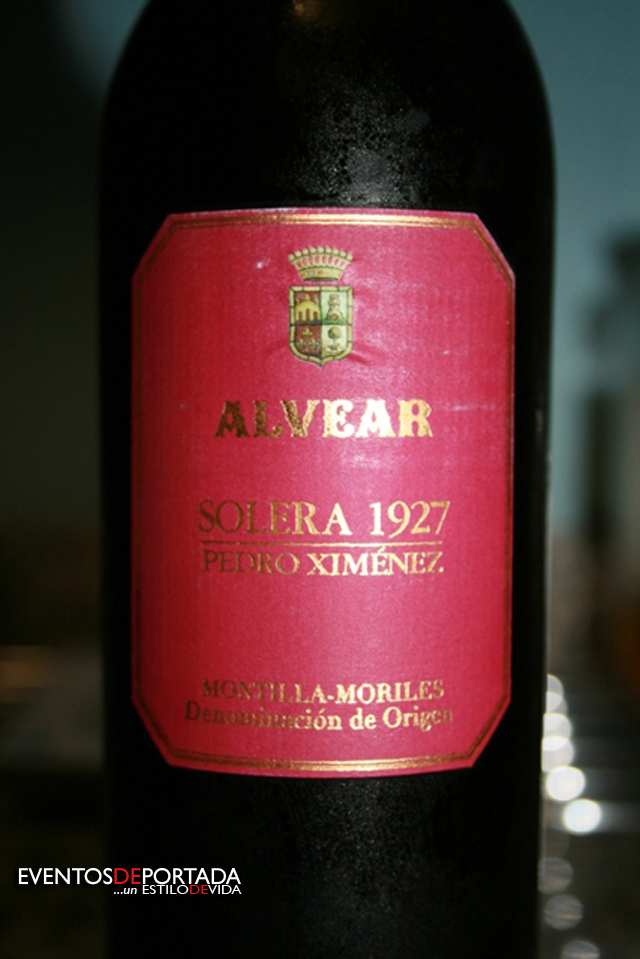 ALVEAR
SOLERA 1927
PEDRO XIMÉNEZ
MONTILLA-MORILES
Denominación de Origen
EVENTOSDEPORTADA
...un ESTILODEVIDA